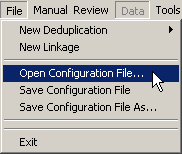 File Manual Review Data Tools
New Deduplication
New Linkage
Open Configuration File...
Save Configuration File
Save Configuration File As...
Exit